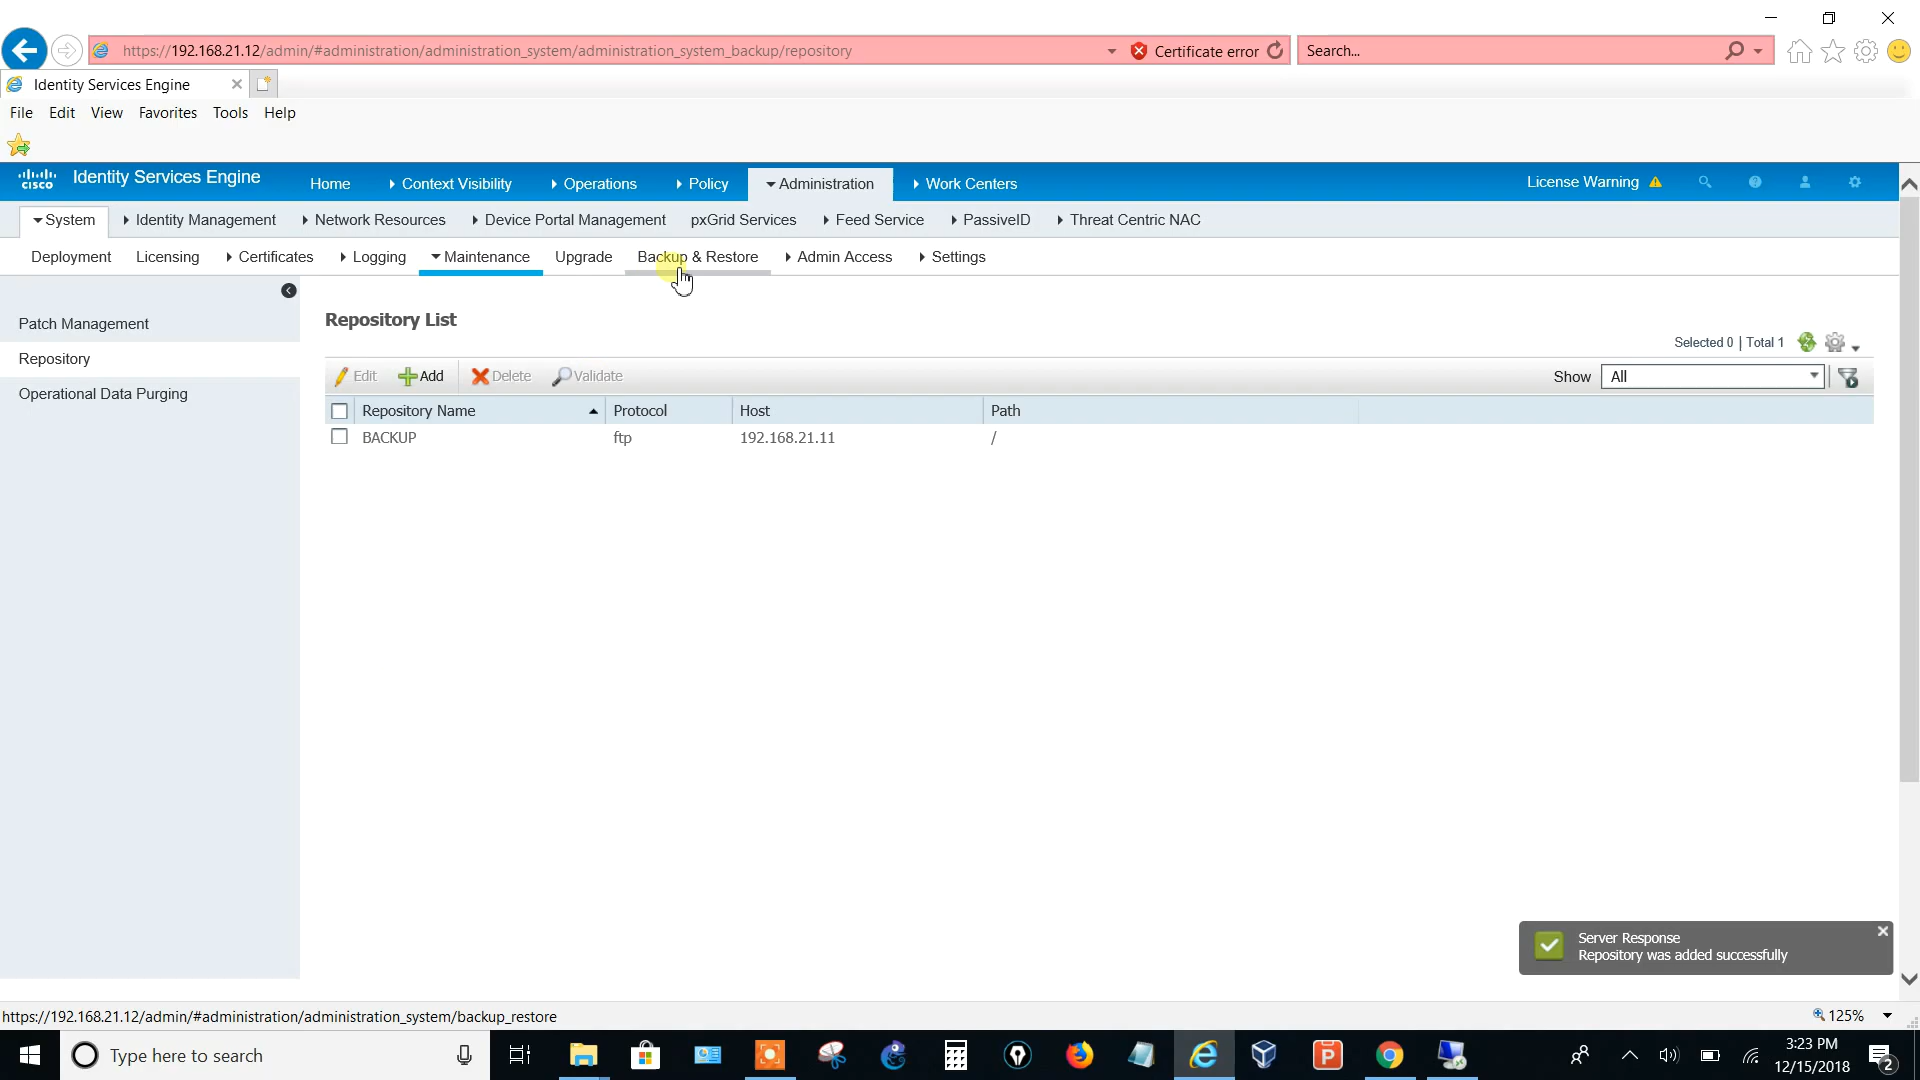 https://192.168.21.12/admin/#administration/administration_system/administration_system_backup/repository
Certificate error
Search...
Identity Services Engine
File Edit View Favorites Tools Help
cisco Identity Services Engine Home Context Visibility Operations Policy Administration Work Centers License Warning
System Identity Management Network Resources Device Portal Management pxGrid Services Feed Service PassiveID Threat Centric NAC
Deployment Licensing Certificates Logging Maintenance Upgrade Backup & Restore Admin Access Settings
Patch Management
Repository
Operational Data Purging
Repository List
Selected 0 | Total 1
Edit Add Delete Validate Show All
Repository Name Protocol Host Path
BACKUP ftp 192.168.21.11 /
Server Response
Repository was added successfully
https://192.168.21.12/admin/#administration/administration_system/backup_restore
125%
Type here to search
3:23 PM
12/15/2018
2